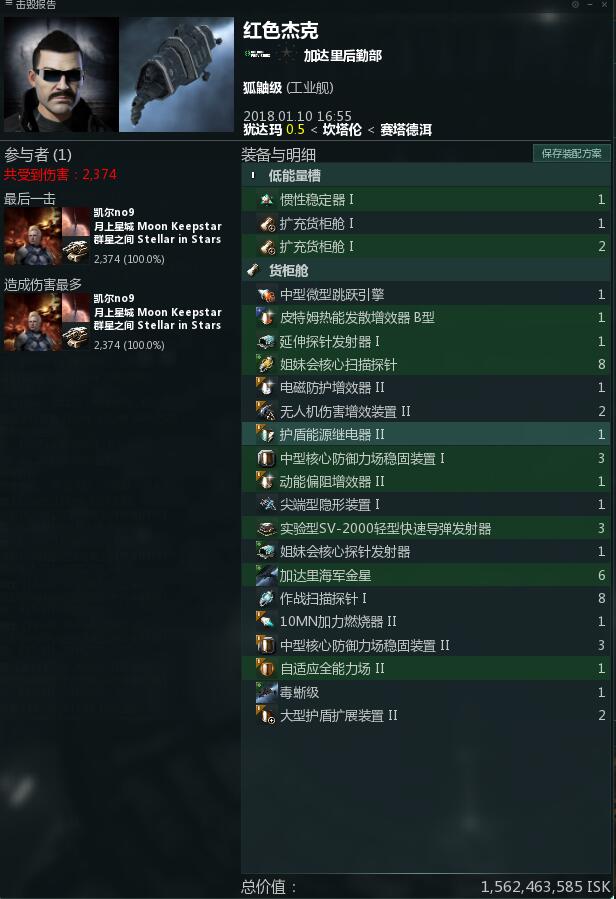 击毁报告
红色杰克
加达里后勤部
狐鼬级 (工业舰)
2018.01.10 16:55
犹达玛 0.5 < 坎塔伦 < 赛塔德洱
参与者 (1)
共受到伤害：2,374
最后一击
凯尔no9
月上星城 Moon Keepstar
群星之间 Stellar in Stars
2,374 (100.0%)
造成伤害最多
凯尔no9
月上星城 Moon Keepstar
群星之间 Stellar in Stars
2,374 (100.0%)
装备与明细
保存装配方案
低能量槽
惯性稳定器 I 1
扩充货柜舱 I 1
扩充货柜舱 I 2
货柜舱
中型微型跳跃引擎 1
皮特姆热能发散增效器 B型 1
延伸探针发射器 I 1
姐妹会核心扫描探针 8
电磁防护增效器 II 1
无人机伤害增效装置 II 2
护盾能源继电器 II 1
中型核心防御力场稳固装置 I 3
动能偏阻增效器 II 1
尖端型隐形装置 I 1
实验型SV-2000轻型快速导弹发射器 3
姐妹会核心探针发射器 1
加达里海军金星 6
作战扫描探针 I 8
10MN加力燃烧器 II 1
中型核心防御力场稳固装置 II 3
自适应全能力场 II 1
毒蜥级 1
大型护盾扩展装置 II 2
总价值： 1,562,463,585 ISK